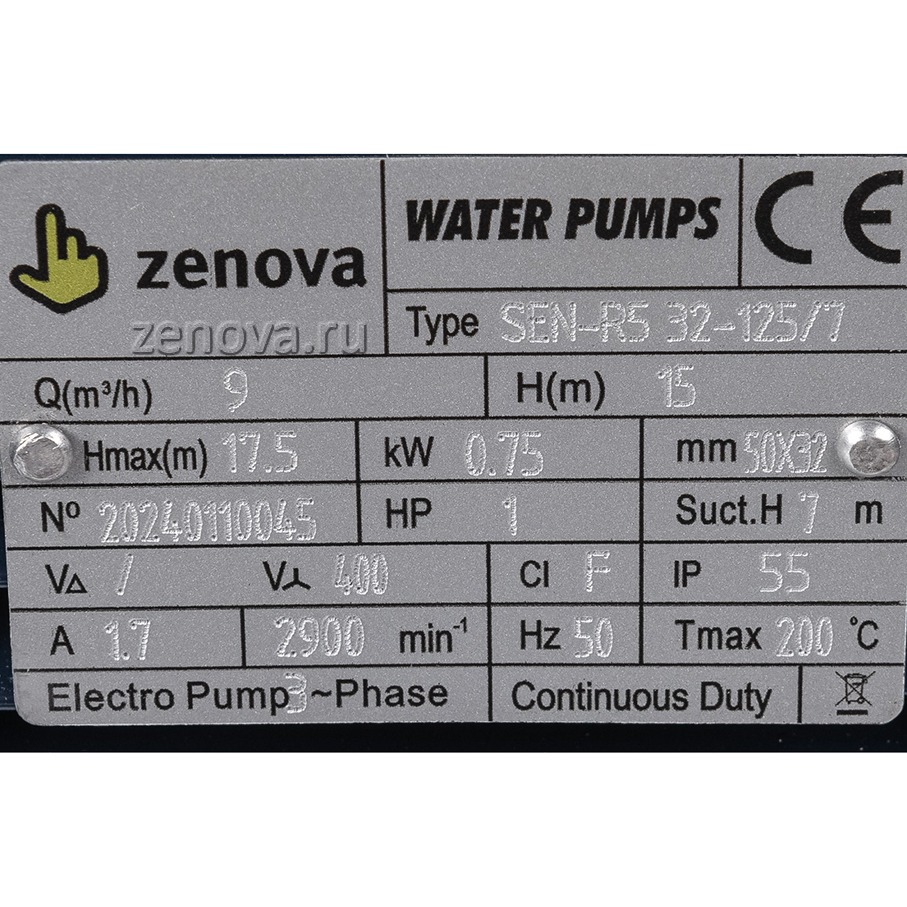 zenova
WATER PUMPS
CE
zenova.ru
Type SEN-RS 32-125/7
Q(m³/h) 9 H(m) 15
Hmax(m) 17.5 kW 0.75 mm 50X32
Nº 20240110045 HP 1 Suct.H 7 m
V△ / V⅄ 400 Cl F IP 55
A 1.7 2900 min⁻¹ Hz 50 Tmax 200 °C
Electro Pump 3 ~Phase Continuous Duty